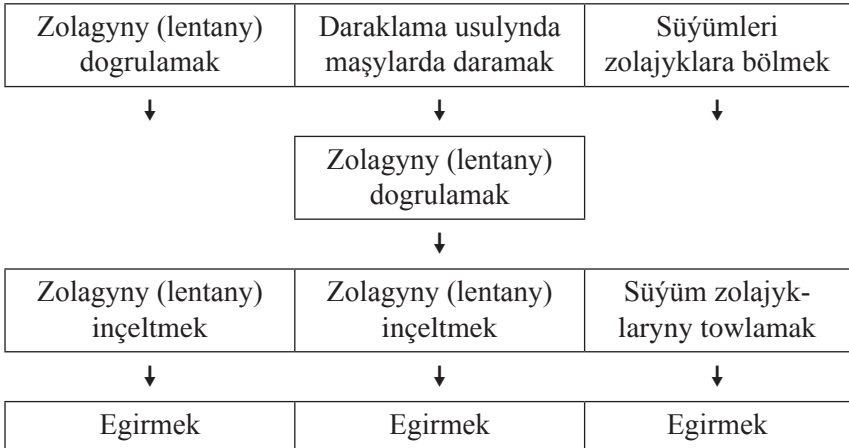 Zolagyny (lentany)
dogrulamak
Daraklama usulynda
maşylarda daramak
Süýümleri
zolajyklara bölmek
Zolagyny (lentany)
dogrulamak
Zolagyny (lentany)
inçeltmek
Zolagyny (lentany)
inçeltmek
Süýüm zolajyk-
laryny towlamak
Egirmek
Egirmek
Egirmek